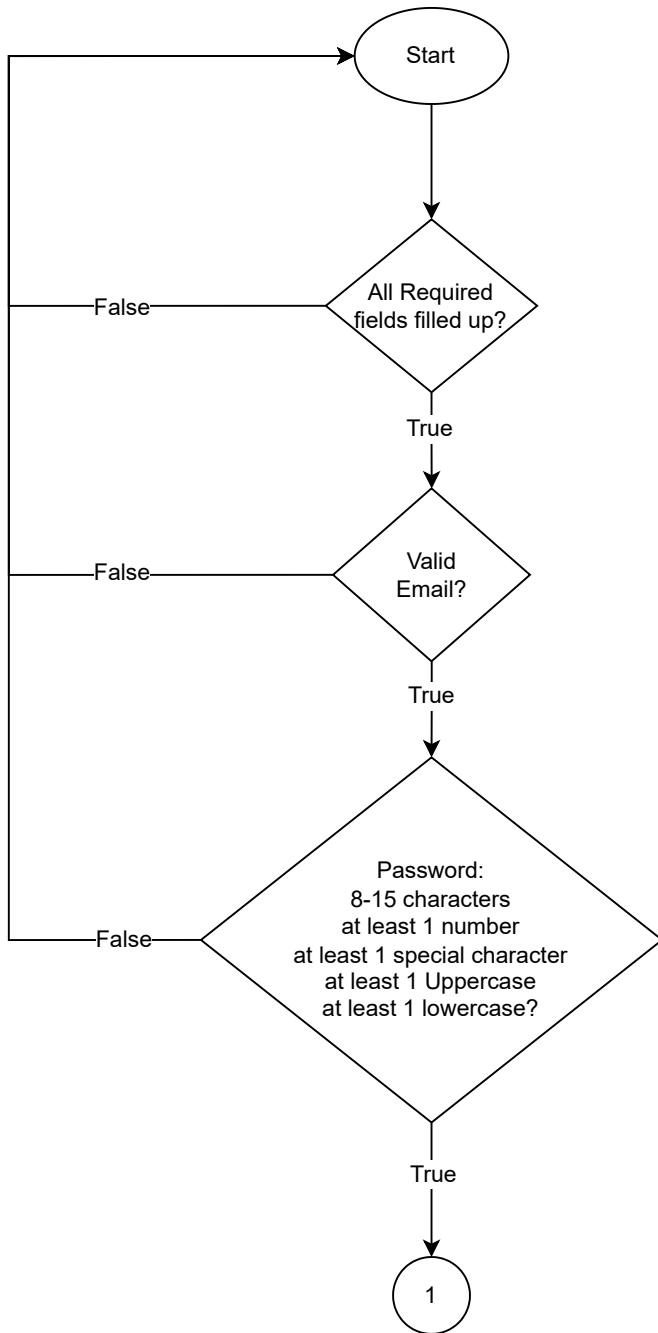 Start
All Required
fields filled up?
False
True
Valid
Email?
False
True
Password:
8-15 characters
at least 1 number
at least 1 special character
at least 1 Uppercase
at least 1 lowercase?
False
True
1